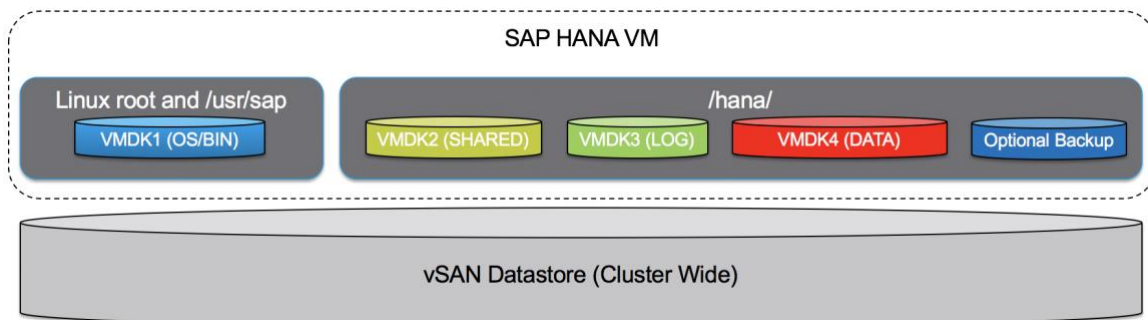 SAP HANA VM
Linux root and /usr/sap
VMDK1 (OS/BIN)
/hana/
VMDK2 (SHARED)
VMDK3 (LOG)
VMDK4 (DATA)
Optional Backup
vSAN Datastore (Cluster Wide)